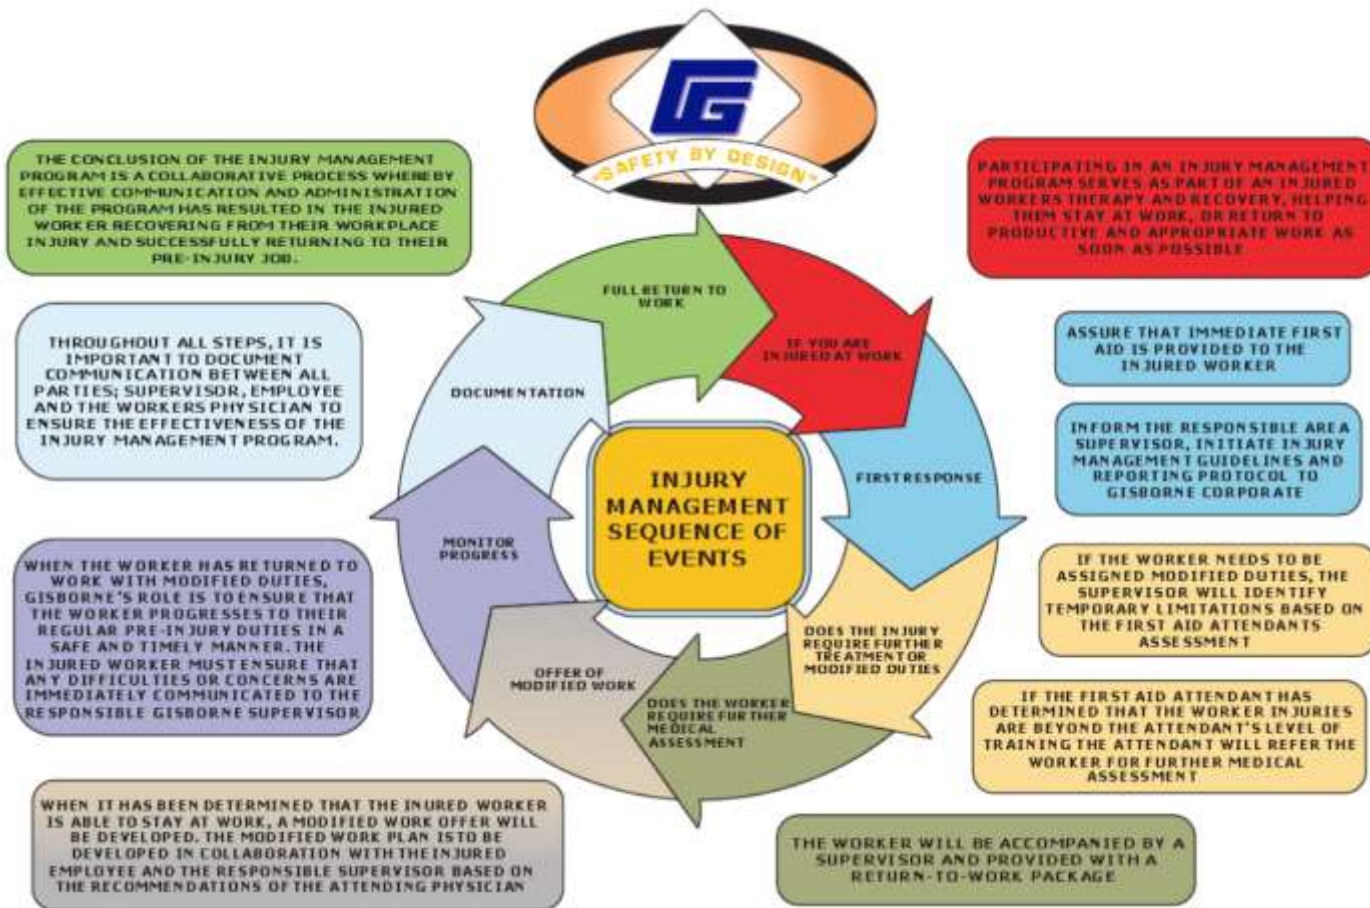 CG
"SAFETY BY DESIGN"
THE CONCLUSION OF THE INJURY MANAGEMENT
PROGRAM IS A COLLABORATIVE PROCESS WHEREBY
EFFECTIVE COMMUNICATION AND ADMINISTRATION
OF THE PROGRAM HAS RESULTED IN THE INJURED
WORKER RECOVERING FROM THEIR WORKPLACE
INJURY AND SUCCESSFULLY RETURNING TO THEIR
PRE-INJURY JOB.
PARTICIPATING IN AN INJURY MANAGEMENT
PROGRAM SERVES AS PART OF AN INJURED
WORKERS THERAPY AND RECOVERY, HELPING
THEM STAY AT WORK, OR RETURN TO
PRODUCTIVE AND APPROPRIATE WORK AS
SOON AS POSSIBLE
FULL RETURN TO
WORK
IF YOU ARE
INJURED AT WORK
THROUGHOUT ALL STEPS, IT IS
IMPORTANT TO DOCUMENT
COMMUNICATION BETWEEN ALL
PARTIES; SUPERVISOR, EMPLOYEE
AND THE WORKERS PHYSICIAN TO
ENSURE THE EFFECTIVENESS OF THE
INJURY MANAGEMENT PROGRAM.
DOCUMENTATION
ASSURE THAT IMMEDIATE FIRST
AID IS PROVIDED TO THE
INJURED WORKER
INFORM THE RESPONSIBLE AREA
SUPERVISOR, INITIATE INJURY
MANAGEMENT GUIDELINES AND
REPORTING PROTOCOL TO
GISBORNE CORPORATE
FIRST RESPONSE
INJURY
MANAGEMENT
SEQUENCE OF
EVENTS
MONITOR
PROGRESS
WHEN THE WORKER HAS RETURNED TO
WORK WITH MODIFIED DUTIES,
GISBORNE'S ROLE IS TO ENSURE THAT
THE WORKER PROGRESSES TO THEIR
REGULAR PRE-INJURY DUTIES IN A
SAFE AND TIMELY MANNER. THE
INJURED WORKER MUST ENSURE THAT
ANY DIFFICULTIES OR CONCERNS ARE
IMMEDIATELY COMMUNICATED TO THE
RESPONSIBLE GISBORNE SUPERVISOR
IF THE WORKER NEEDS TO BE
ASSIGNED MODIFIED DUTIES, THE
SUPERVISOR WILL IDENTIFY
TEMPORARY LIMITATIONS BASED ON
THE FIRST AID ATTENDANTS
ASSESSMENT
DOES THE INJURY
REQUIRE FURTHER
TREATMENT OR
MODIFIED DUTIES
OFFER OF
MODIFIED WORK
DOES THE WORKER
REQUIRE FURTHER
MEDICAL
ASSESSMENT
IF THE FIRST AID ATTENDANT HAS
DETERMINED THAT THE WORKER INJURIES
ARE BEYOND THE ATTENDANT'S LEVEL OF
TRAINING THE ATTENDANT WILL REFER THE
WORKER FOR FURTHER MEDICAL
ASSESSMENT
WHEN IT HAS BEEN DETERMINED THAT THE INURED WORKER
IS ABLE TO STAY AT WORK, A MODIFIED WORK OFFER WILL
BE DEVELOPED. THE MODIFIED WORK PLAN IS TO BE
DEVELOPED IN COLLABORATION WITH THE INJURED
EMPLOYEE AND THE RESPONSIBLE SUPERVISOR BASED ON
THE RECOMMENDATIONS OF THE ATTENDING PHYSICIAN
THE WORKER WILL BE ACCOMPANIED BY A
SUPERVISOR AND PROVIDED WITH A
RETURN-TO-WORK PACKAGE